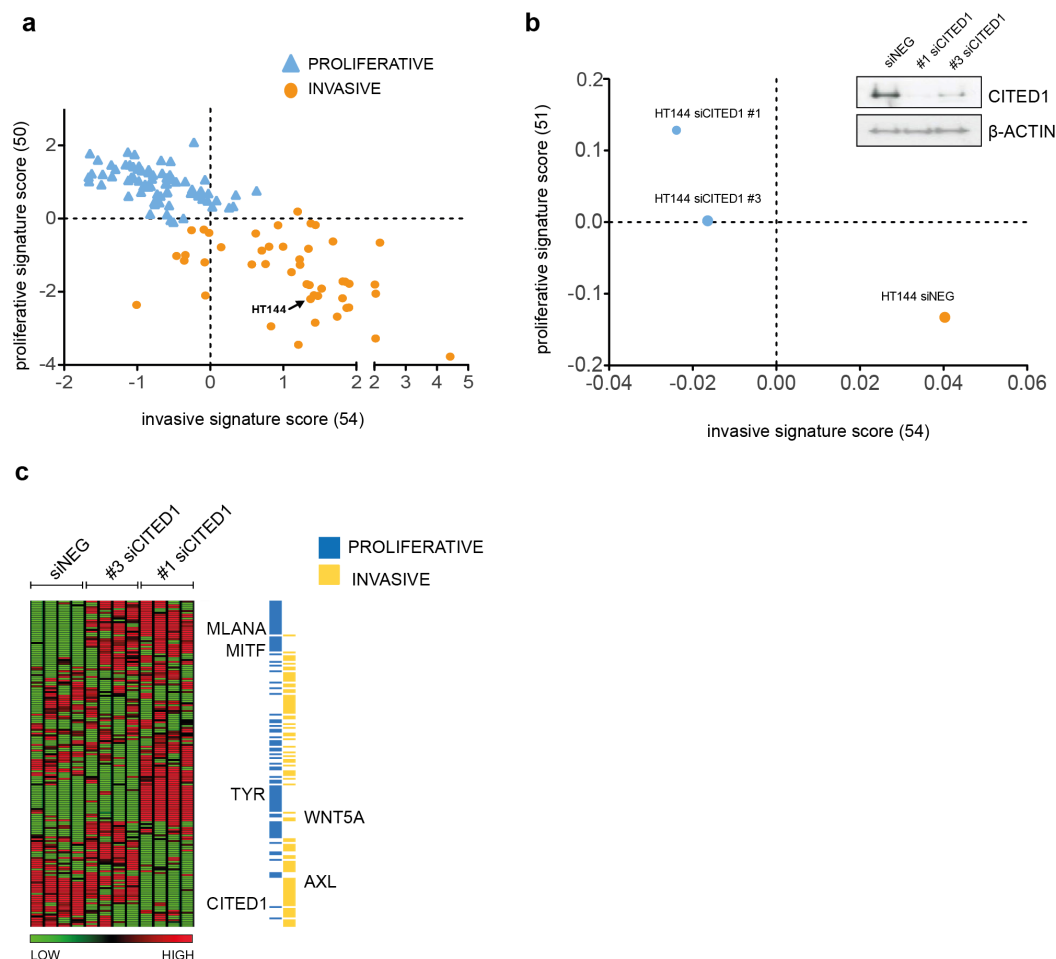 a
PROLIFERATIVE
INVASIVE
proliferative signature score (50)
2
0
-2
-4
HT144
-2 -1 0 1 2 2 3 4 5
invasive signature score (54)
b
siNEG
#1 siCITED1
#3 siCITED1
CITED1
β-ACTIN
proliferative signature score (51)
0.2
0.1
0.0
-0.1
-0.2
HT144 siCITED1 #1
HT144 siCITED1 #3
HT144 siNEG
-0.04 -0.02 0.00 0.02 0.04 0.06
invasive signature score (54)
c
siNEG
#3 siCITED1
#1 siCITED1
PROLIFERATIVE
INVASIVE
MLANA
MITF
TYR
WNT5A
AXL
CITED1
LOW HIGH